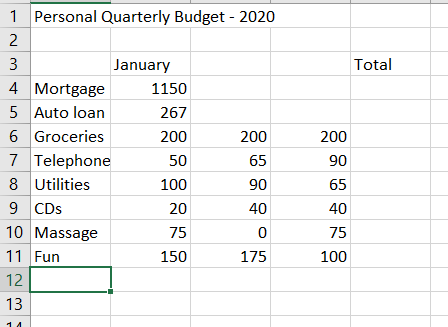 1 Personal Quarterly Budget - 2020
2
3 January Total
4 Mortgage 1150
5 Auto loan 267
6 Groceries 200 200 200
7 Telephone 50 65 90
8 Utilities 100 90 65
9 CDs 20 40 40
10 Massage 75 0 75
11 Fun 150 175 100
12
13
14